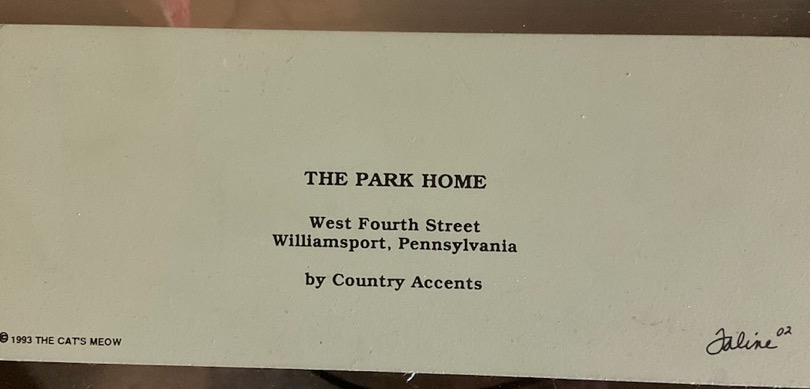 THE PARK HOME
West Fourth Street
Williamsport, Pennsylvania
by Country Accents
© 1993 THE CAT'S MEOW
Faline 02